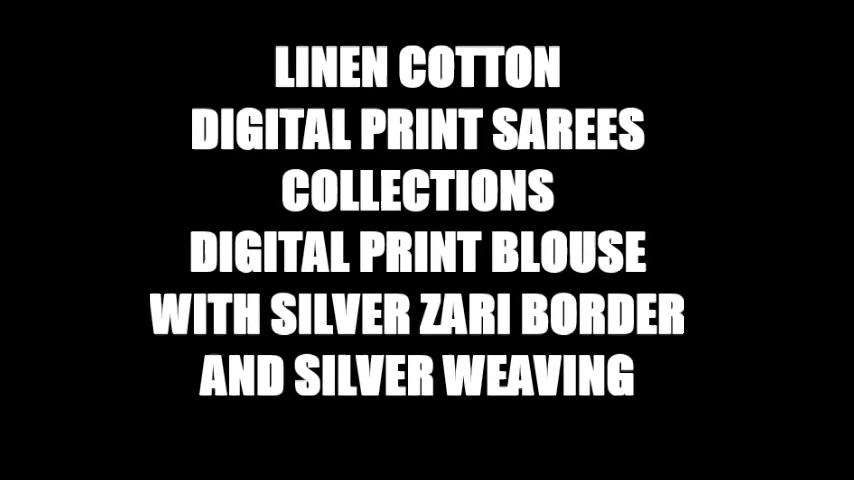 LINEN COTTON
DIGITAL PRINT SAREES
COLLECTIONS
DIGITAL PRINT BLOUSE
WITH SILVER ZARI BORDER
AND SILVER WEAVING